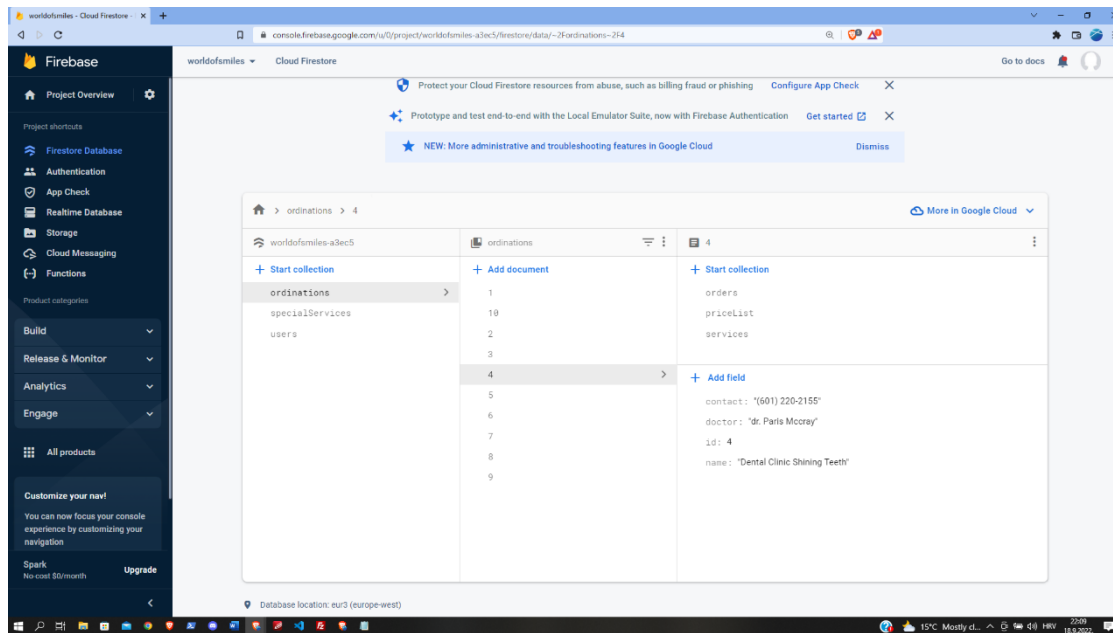 worldofsmiles - Cloud Firestore -
console.firebase.google.com/u/0/project/worldofsmiles-a3ec5/firestore/data/~2Fordinations~2F4
Firebase
worldofsmiles
Cloud Firestore
Go to docs
Project Overview
Project shortcuts
Firestore Database
Authentication
App Check
Realtime Database
Storage
Cloud Messaging
Functions
Product categories
Build
Release & Monitor
Analytics
Engage
All products
Customize your nav!
You can now focus your console
experience by customizing your
navigation
Spark
No-cost $0/month
Upgrade
Protect your Cloud Firestore resources from abuse, such as billing fraud or phishing Configure App Check
Prototype and test end-to-end with the Local Emulator Suite, now with Firebase Authentication Get started
NEW: More administrative and troubleshooting features in Google Cloud Dismiss
ordinations > 4
More in Google Cloud
worldofsmiles-a3ec5
+ Start collection
ordinations
specialServices
users
ordinations
+ Add document
1
10
2
3
4
5
6
7
8
9
4
+ Start collection
orders
priceList
services
+ Add field
contact: "(601) 220-2155"
doctor: "dr. Paris Mccray"
id: 4
name: "Dental Clinic Shining Teeth"
Database location: eur3 (europe-west)
15°C Mostly cl...
HRV
22:09
18.9.2022.